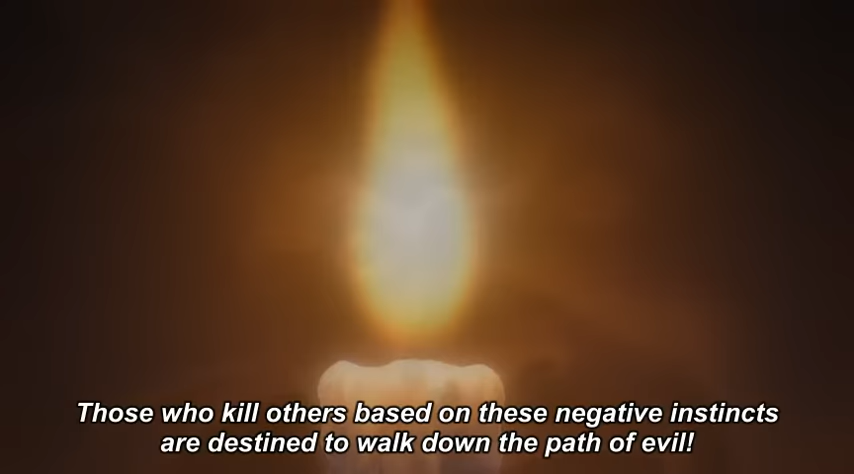 Those who kill others based on these negative instincts
are destined to walk down the path of evil!